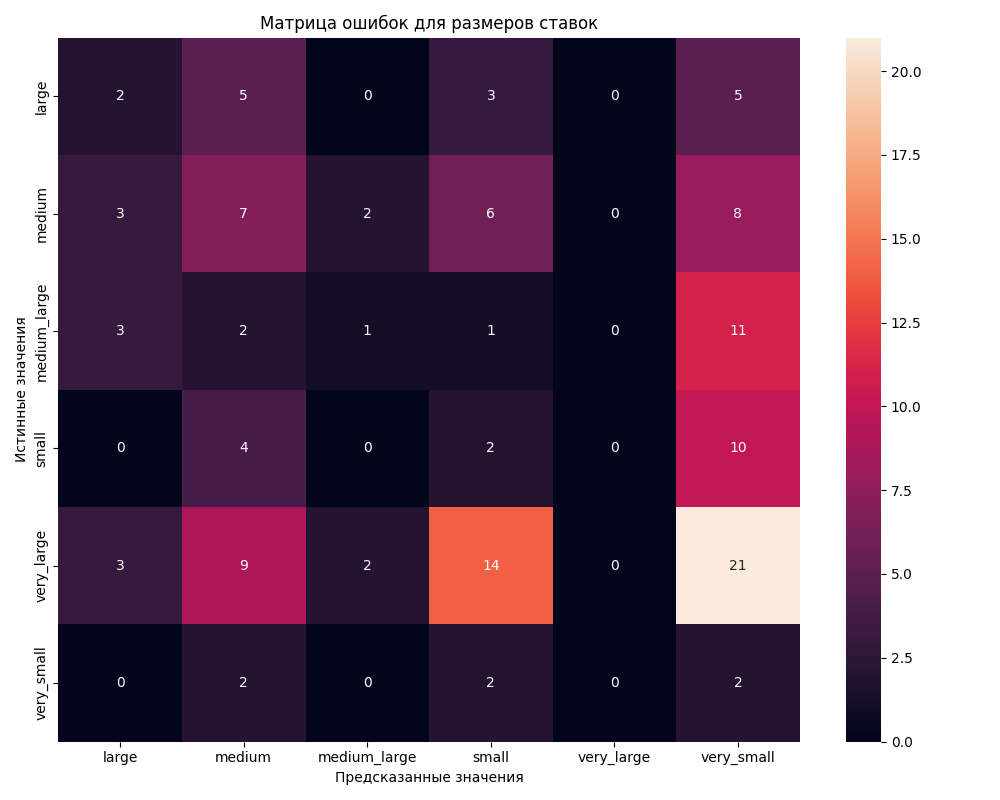 Матрица ошибок для размеров ставок
Истинные значения
large
2 5 0 3 0 5
medium
3 7 2 6 0 8
medium_large
3 2 1 1 0 11
small
0 4 0 2 0 10
very_large
3 9 2 14 0 21
very_small
0 2 0 2 0 2
large medium medium_large small very_large very_small
Предсказанные значения
20.0
17.5
15.0
12.5
10.0
7.5
5.0
2.5
0.0